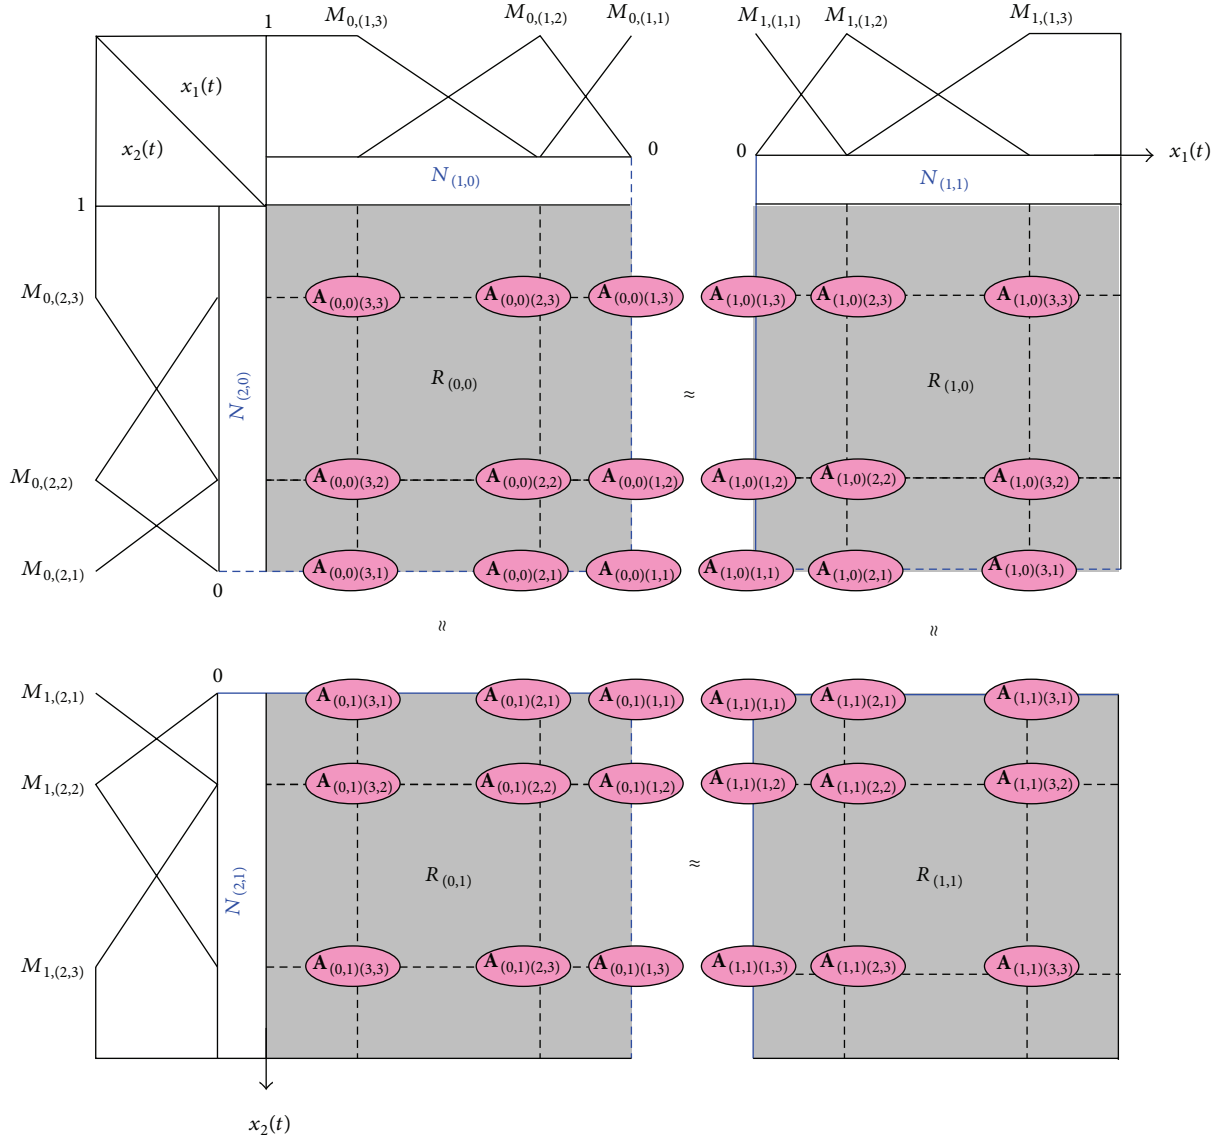 1 M0,(1,3) M0,(1,2) M0,(1,1) M1,(1,1) M1,(1,2) M1,(1,3)
x1(t)
x2(t) 0 0 x1(t)
N(1,0) N(1,1)
1
M0,(2,3) A(0,0)(3,3) A(0,0)(2,3) A(0,0)(1,3) A(1,0)(1,3) A(1,0)(2,3) A(1,0)(3,3)
N(2,0) R(0,0) ≈ R(1,0)
M0,(2,2) A(0,0)(3,2) A(0,0)(2,2) A(0,0)(1,2) A(1,0)(1,2) A(1,0)(2,2) A(1,0)(3,2)
M0,(2,1) A(0,0)(3,1) A(0,0)(2,1) A(0,0)(1,1) A(1,0)(1,1) A(1,0)(2,1) A(1,0)(3,1)
0
≈ ≈
0
M1,(2,1) A(0,1)(3,1) A(0,1)(2,1) A(0,1)(1,1) A(1,1)(1,1) A(1,1)(2,1) A(1,1)(3,1)
M1,(2,2) A(0,1)(3,2) A(0,1)(2,2) A(0,1)(1,2) A(1,1)(1,2) A(1,1)(2,2) A(1,1)(3,2)
N(2,1) R(0,1) ≈ R(1,1)
M1,(2,3) A(0,1)(3,3) A(0,1)(2,3) A(0,1)(1,3) A(1,1)(1,3) A(1,1)(2,3) A(1,1)(3,3)
x2(t)